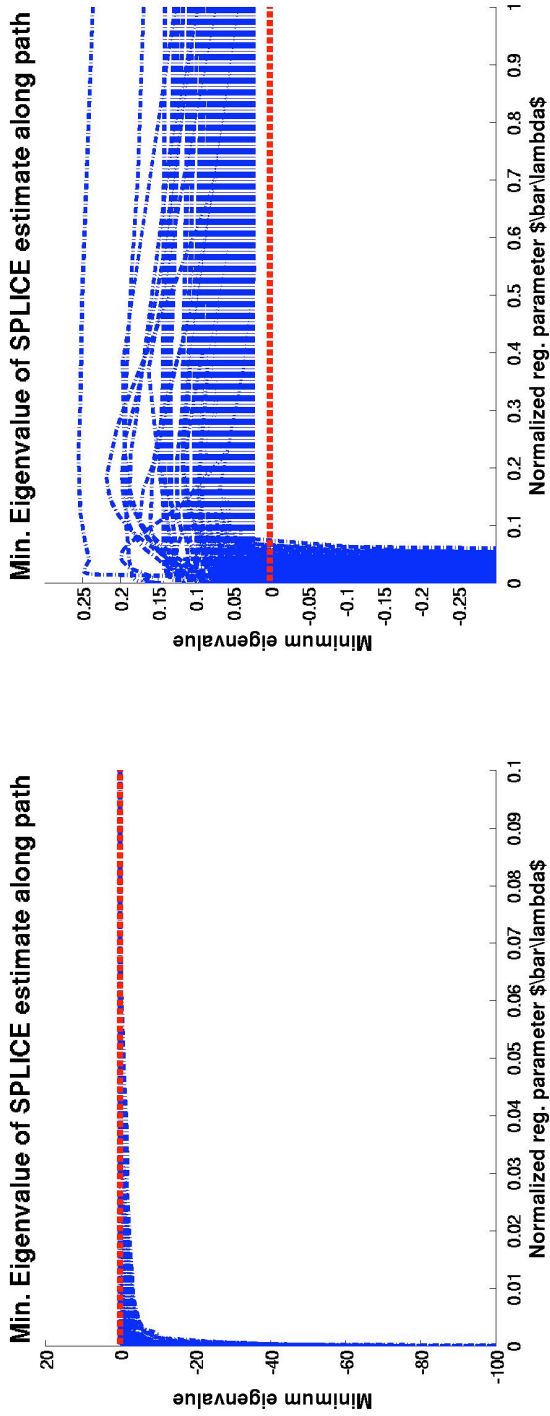 Min. Eigenvalue of SPLICE estimate along path
Minimum eigenvalue
20
0
-20
-40
-60
-80
-100
0 0.01 0.02 0.03 0.04 0.05 0.06 0.07 0.08 0.09 0.1
Normalized reg. parameter $\bar\lambda$
Min. Eigenvalue of SPLICE estimate along path
Minimum eigenvalue
0.25
0.2
0.15
0.1
0.05
0
-0.05
-0.1
-0.15
-0.2
-0.25
0 0.1 0.2 0.3 0.4 0.5 0.6 0.7 0.8 0.9 1
Normalized reg. parameter $\bar\lambda$